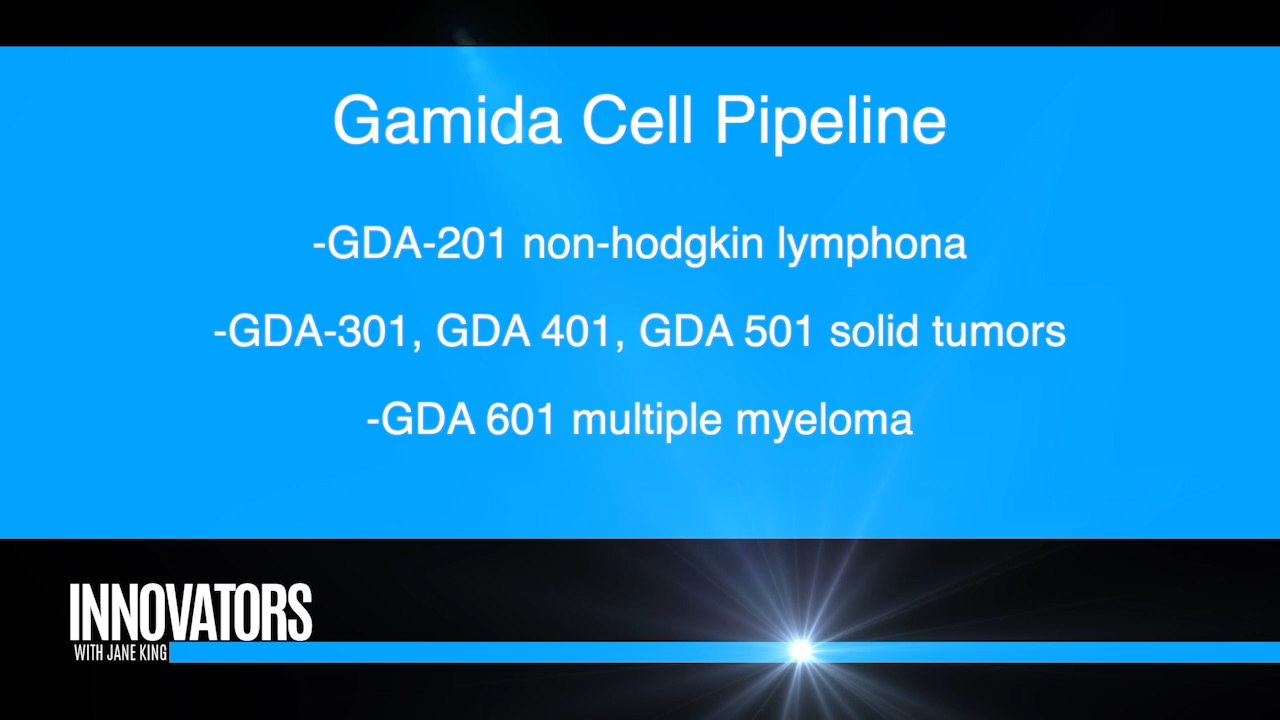 Gamida Cell Pipeline
-GDA-201 non-hodgkin lymphona
-GDA-301, GDA 401, GDA 501 solid tumors
-GDA 601 multiple myeloma
INNOVATORS
WITH JANE KING